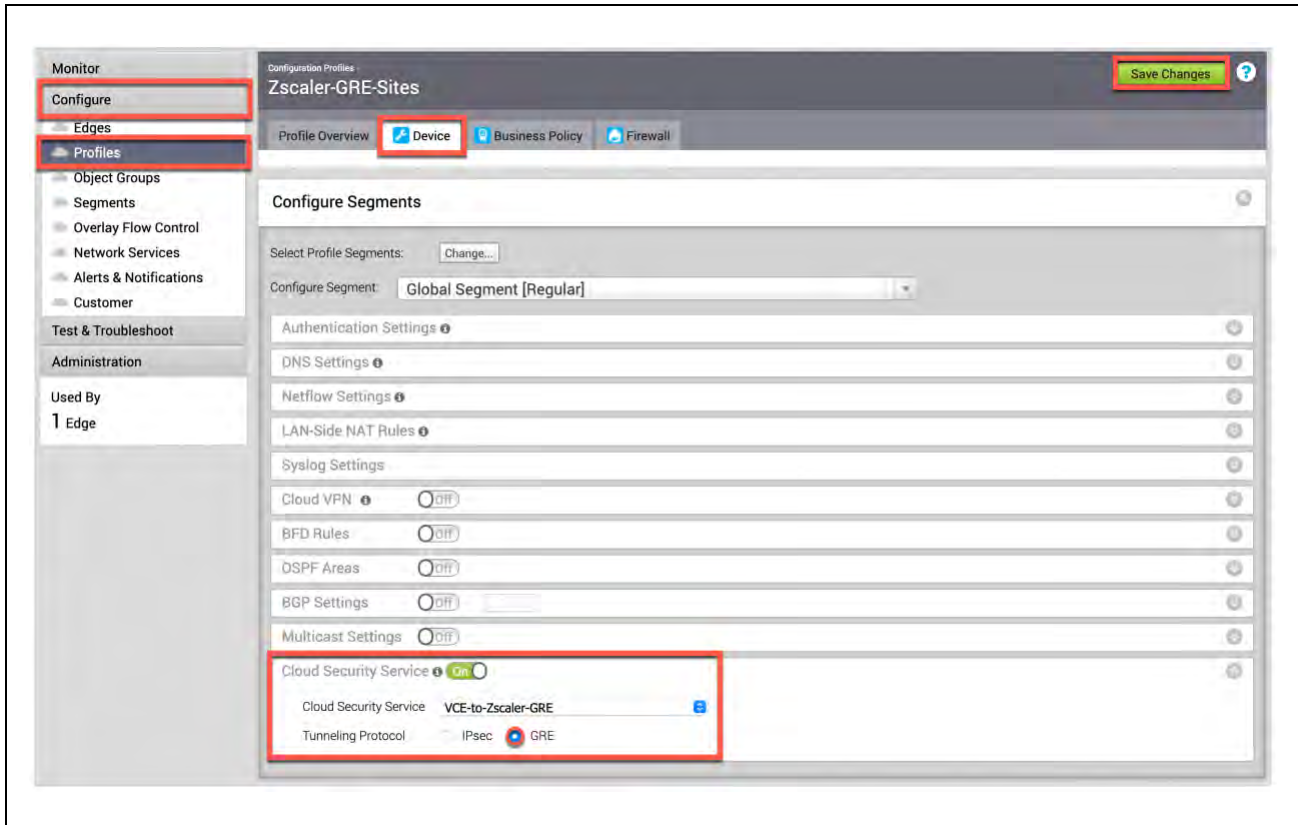 Monitor
Configure
Edges
Profiles
Object Groups
Segments
Overlay Flow Control
Network Services
Alerts & Notifications
Customer
Test & Troubleshoot
Administration
Used By
1 Edge
Configuration Profiles
Zscaler-GRE-Sites
Save Changes ?
Profile Overview Device Business Policy Firewall
Configure Segments
Select Profile Segments: Change...
Configure Segment: Global Segment [Regular]
Authentication Settings
DNS Settings
Netflow Settings
LAN-Side NAT Rules
Syslog Settings
Cloud VPN Off
BFD Rules Off
OSPF Areas Off
BGP Settings Off
Multicast Settings Off
Cloud Security Service On
Cloud Security Service VCE-to-Zscaler-GRE
Tunneling Protocol IPsec GRE